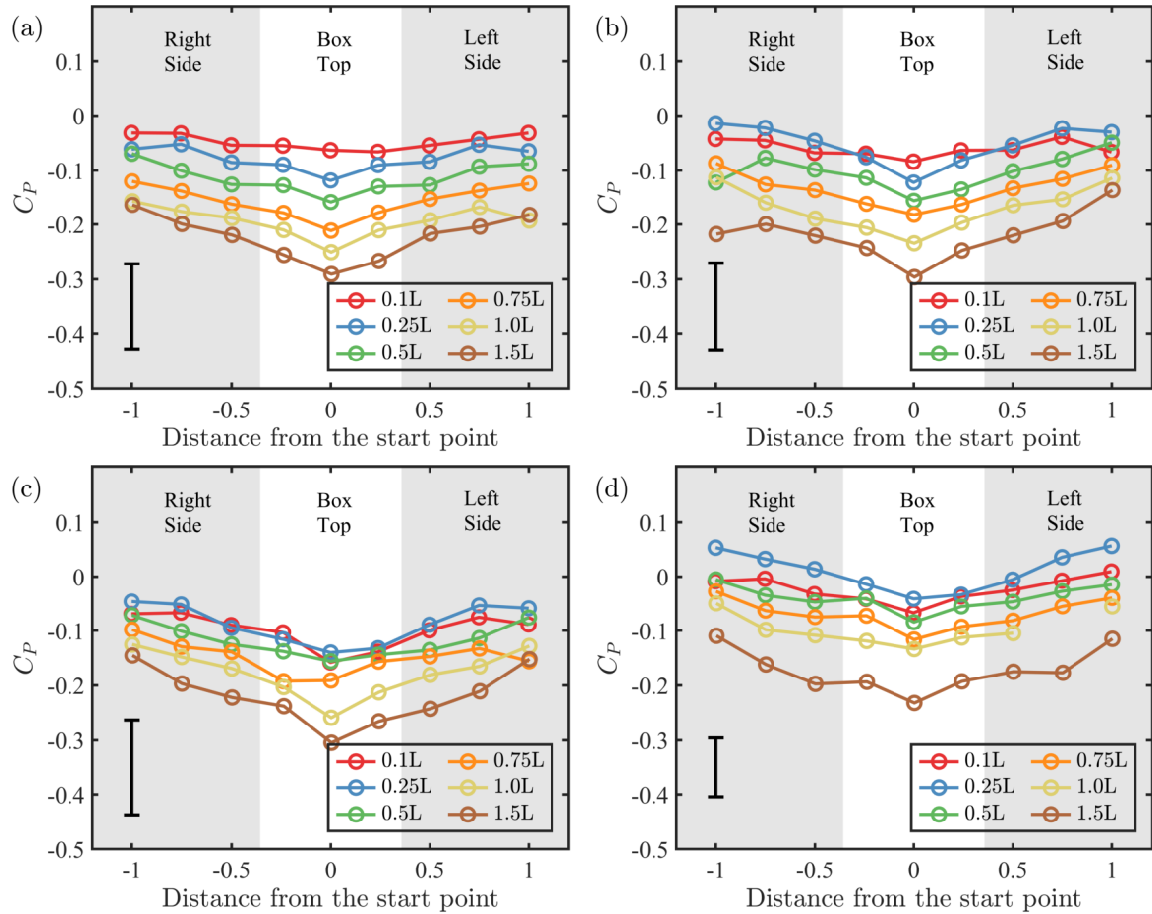 (a)
Right
Side
Box
Top
Left
Side
0.1
0
-0.1
-0.2
-0.3
-0.4
-0.5
C_P
0.1L
0.75L
0.25L
1.0L
0.5L
1.5L
-1
-0.5
0
0.5
1
Distance from the start point
(b)
Right
Side
Box
Top
Left
Side
0.1
0
-0.1
-0.2
-0.3
-0.4
-0.5
C_P
0.1L
0.75L
0.25L
1.0L
0.5L
1.5L
-1
-0.5
0
0.5
1
Distance from the start point
(c)
Right
Side
Box
Top
Left
Side
0.1
0
-0.1
-0.2
-0.3
-0.4
-0.5
C_P
0.1L
0.75L
0.25L
1.0L
0.5L
1.5L
-1
-0.5
0
0.5
1
Distance from the start point
(d)
Right
Side
Box
Top
Left
Side
0.1
0
-0.1
-0.2
-0.3
-0.4
-0.5
C_P
0.1L
0.75L
0.25L
1.0L
0.5L
1.5L
-1
-0.5
0
0.5
1
Distance from the start point